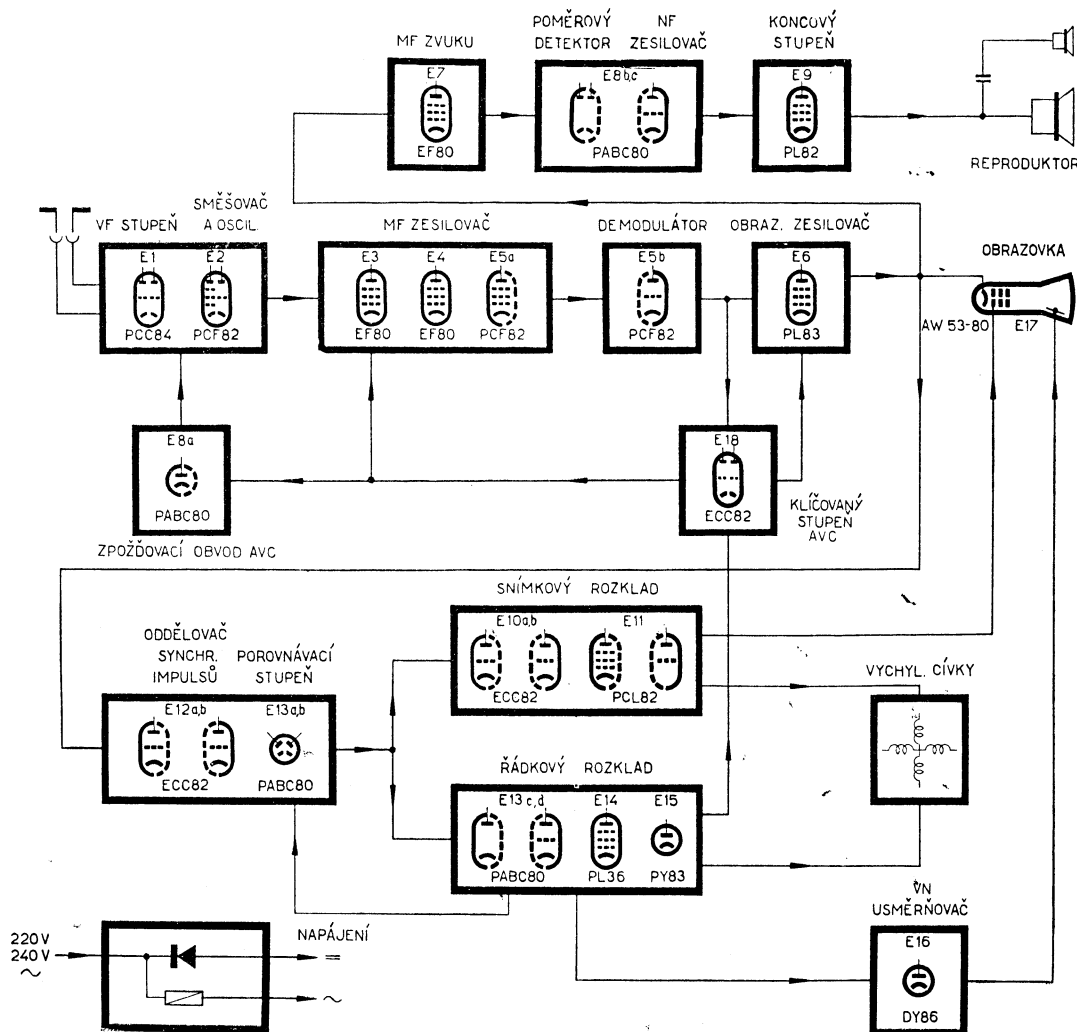 MF ZVUKU
E7
EF80
POMĚROVÝ NF
DETEKTOR ZESILOVAČ
E8b,c
PABC80
KONCOVÝ
STUPEŇ
E9
PL82
REPRODUKTOR
VF STUPEŇ
SMĚŠOVAČ
A OSCIL.
E1 E2
PCC84 PCF82
MF ZESILOVAČ
E3 E4 E5a
EF80 EF80 PCF82
DEMODULÁTOR
E5b
PCF82
OBRAZ. ZESILOVAČ
E6
PL83
OBRAZOVKA
AW 53-80 E17
E8a
PABC80
ZPOŽĎOVACÍ OBVOD AVC
E18
ECC82
KLÍČOVANÝ
STUPEŇ
AVC
SNÍMKOVÝ ROZKLAD
E10a,b E11
ECC82 PCL82
ODDĚLOVAČ
SYNCHR.
IMPULSŮ
POROVNÁVACÍ
STUPEŇ
E12a,b E13a,b
ECC82 PABC80
VYCHYL. CÍVKY
ŘÁDKOVÝ ROZKLAD
E13c,d E14 E15
PABC80 PL36 PY83
VN
USMĚRŇOVAČ
E16
DY86
NAPÁJENÍ
220V
240V
~
=
~